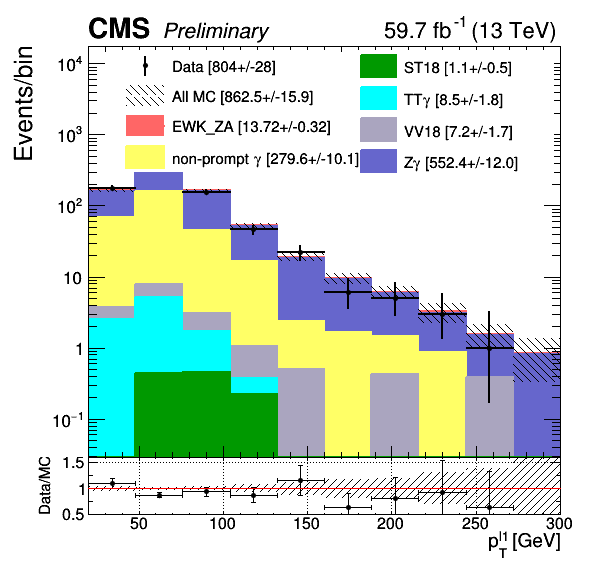 CMS Preliminary 59.7 fb⁻¹ (13 TeV)
Events/bin
Data [804+/-28]
All MC [862.5+/-15.9]
EWK_ZA [13.72+/-0.32]
non-prompt γ [279.6+/-10.1]
ST18 [1.1+/-0.5]
TTγ [8.5+/-1.8]
VV18 [7.2+/-1.7]
Zγ [552.4+/-12.0]
10⁴
10³
10²
10
1
10⁻¹
Data/MC
1.5
1
0.5
50 100 150 200 250 300
p_T^l1 [GeV]